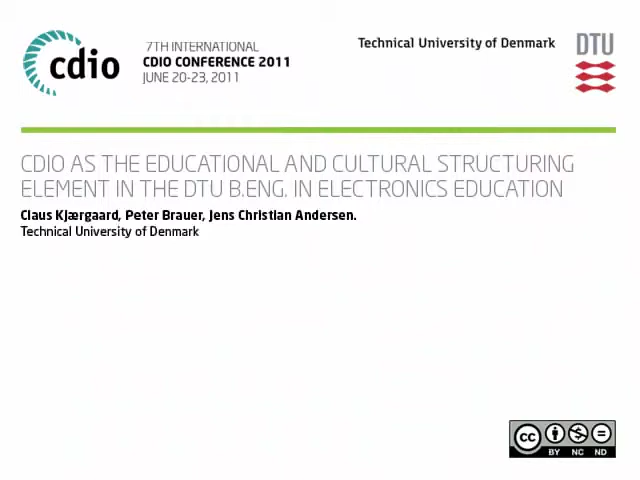 cdio
7TH INTERNATIONAL
CDIO CONFERENCE 2011
JUNE 20-23, 2011
Technical University of Denmark
DTU
CDIO AS THE EDUCATIONAL AND CULTURAL STRUCTURING
ELEMENT IN THE DTU B.ENG. IN ELECTRONICS EDUCATION
Claus Kjærgaard, Peter Brauer, Jens Christian Andersen.
Technical University of Denmark
cc
BY NC ND